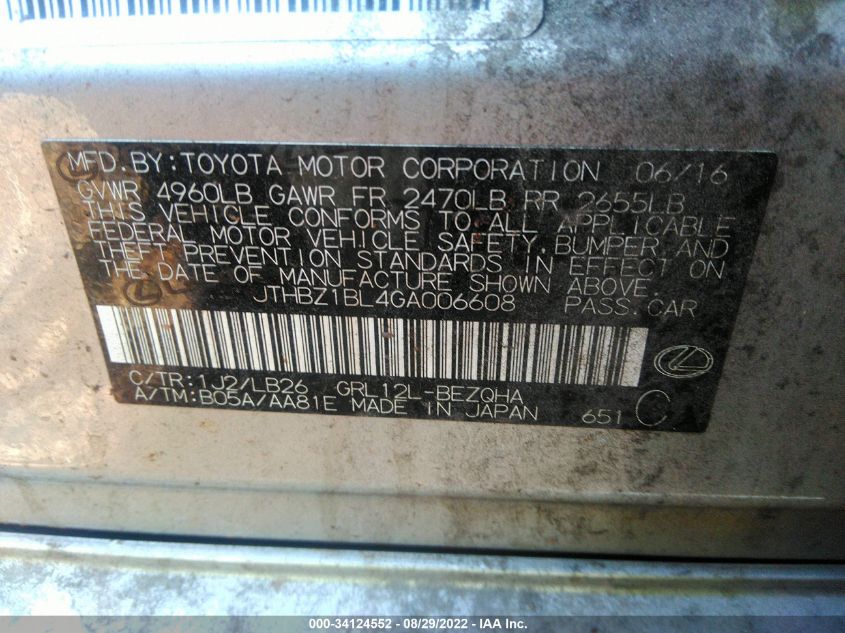 MFD. BY: TOYOTA MOTOR CORPORATION 06/16
GVWR 4960LB GAWR FR 2470LB RR 2655LB
THIS VEHICLE CONFORMS TO ALL APPLICABLE
FEDERAL MOTOR VEHICLE SAFETY, BUMPER AND
THEFT PREVENTION STANDARDS IN EFFECT ON
THE DATE OF MANUFACTURE SHOWN ABOVE
JTHBZ1BL4GA006608 PASS. CAR
C/TR: 1J2/LB26 GRL12L-BEZQHA
A/TM: B05A/AA81E MADE IN JAPAN 651 C
000-34124552 - 08/29/2022 - IAA Inc.